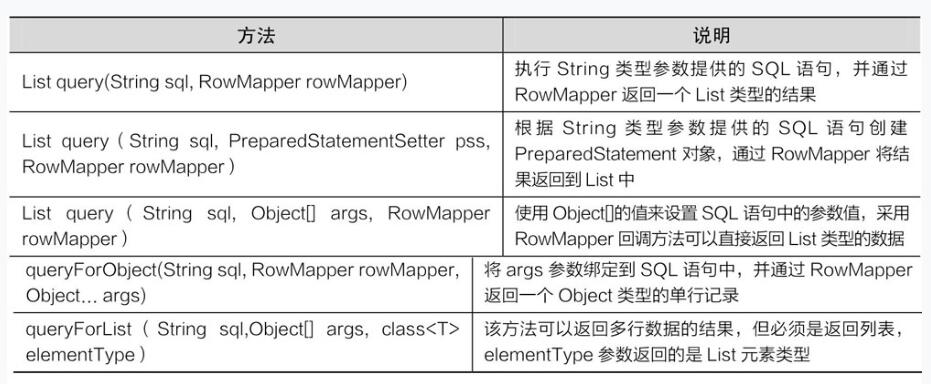 方法
说明
List query(String sql, RowMapper rowMapper)
执行 String 类型参数提供的 SQL 语句，并通过
RowMapper 返回一个 List 类型的结果
List query（String sql, PreparedStatementSetter pss,
RowMapper rowMapper）
根据 String 类型参数提供的 SQL 语句创建
PreparedStatement 对象，通过 RowMapper 将结
果返回到 List 中
List query（String sql, Object[] args, RowMapper
rowMapper）
使用 Object[]的值来设置 SQL 语句中的参数值，采用
RowMapper 回调方法可以直接返回 List 类型的数据
queryForObject(String sql, RowMapper rowMapper,
Object... args)
将 args 参数绑定到 SQL 语句中，并通过 RowMapper
返回一个 Object 类型的单行记录
queryForList（String sql,Object[] args, class<T>
elementType）
该方法可以返回多行数据的结果，但必须是返回列表，
elementType 参数返回的是 List 元素类型